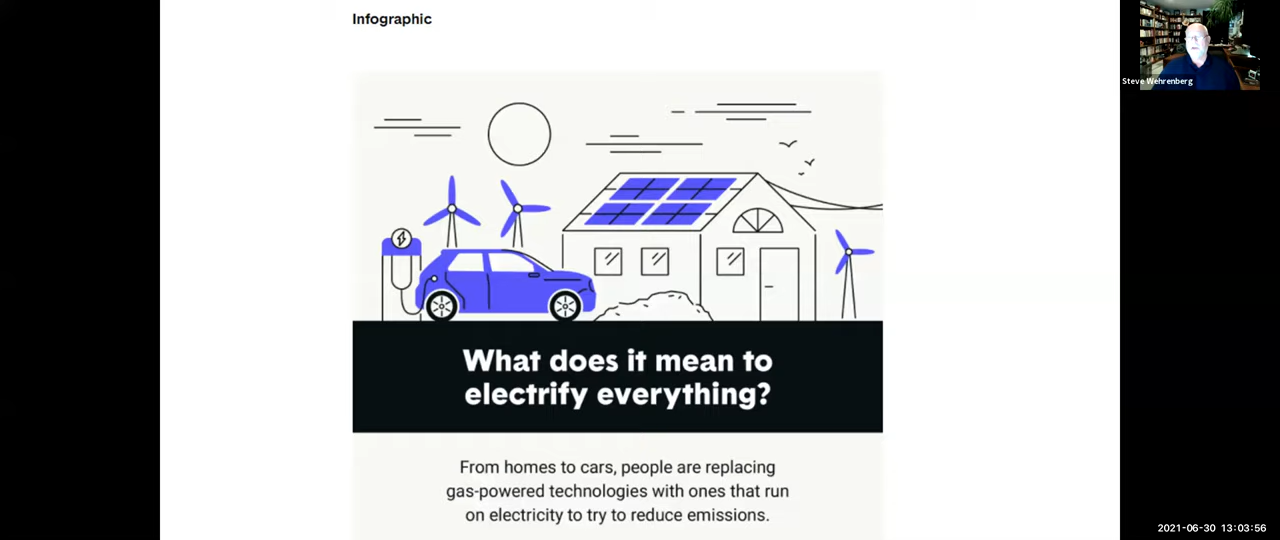 Infographic
Steve Wehrenberg
What does it mean to
electrify everything?
From homes to cars, people are replacing
gas-powered technologies with ones that run
on electricity to try to reduce emissions.
2021-06-30 13:03:56